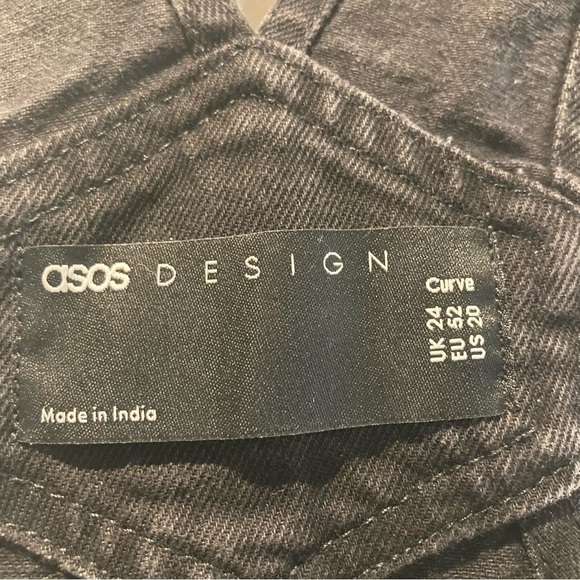 asos DESIGN
Curve
UK 24
EU 52
US 20
Made in India